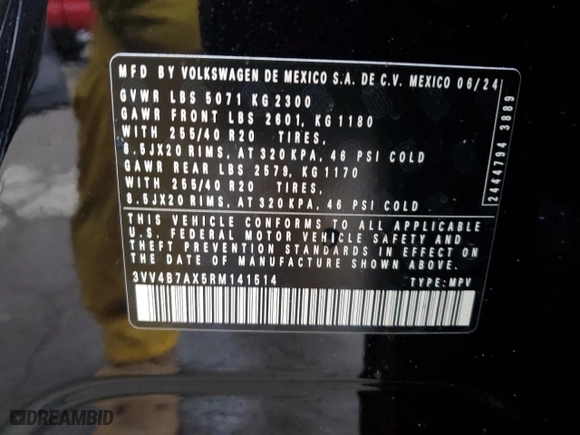 MFD BY VOLKSWAGEN DE MEXICO S.A. DE C.V. MEXICO 06/24
GVWR LBS 5071 KG 2300
GAWR FRONT LBS 2601, KG 1180
WITH 255/40 R20 TIRES,
8.5JX20 RIMS, AT 320 KPA, 46 PSI COLD
GAWR REAR LBS 2579, KG 1170
WITH 255/40 R20 TIRES,
8.5JX20 RIMS, AT 320 KPA, 46 PSI COLD
THIS VEHICLE CONFORMS TO ALL APPLICABLE
U.S. FEDERAL MOTOR VEHICLE SAFETY AND
THEFT PREVENTION STANDARDS IN EFFECT ON
THE DATE OF MANUFACTURE SHOWN ABOVE.
3VV4B7AX5RM141514 TYPE: MPV
2444794 3889
DREAMBID